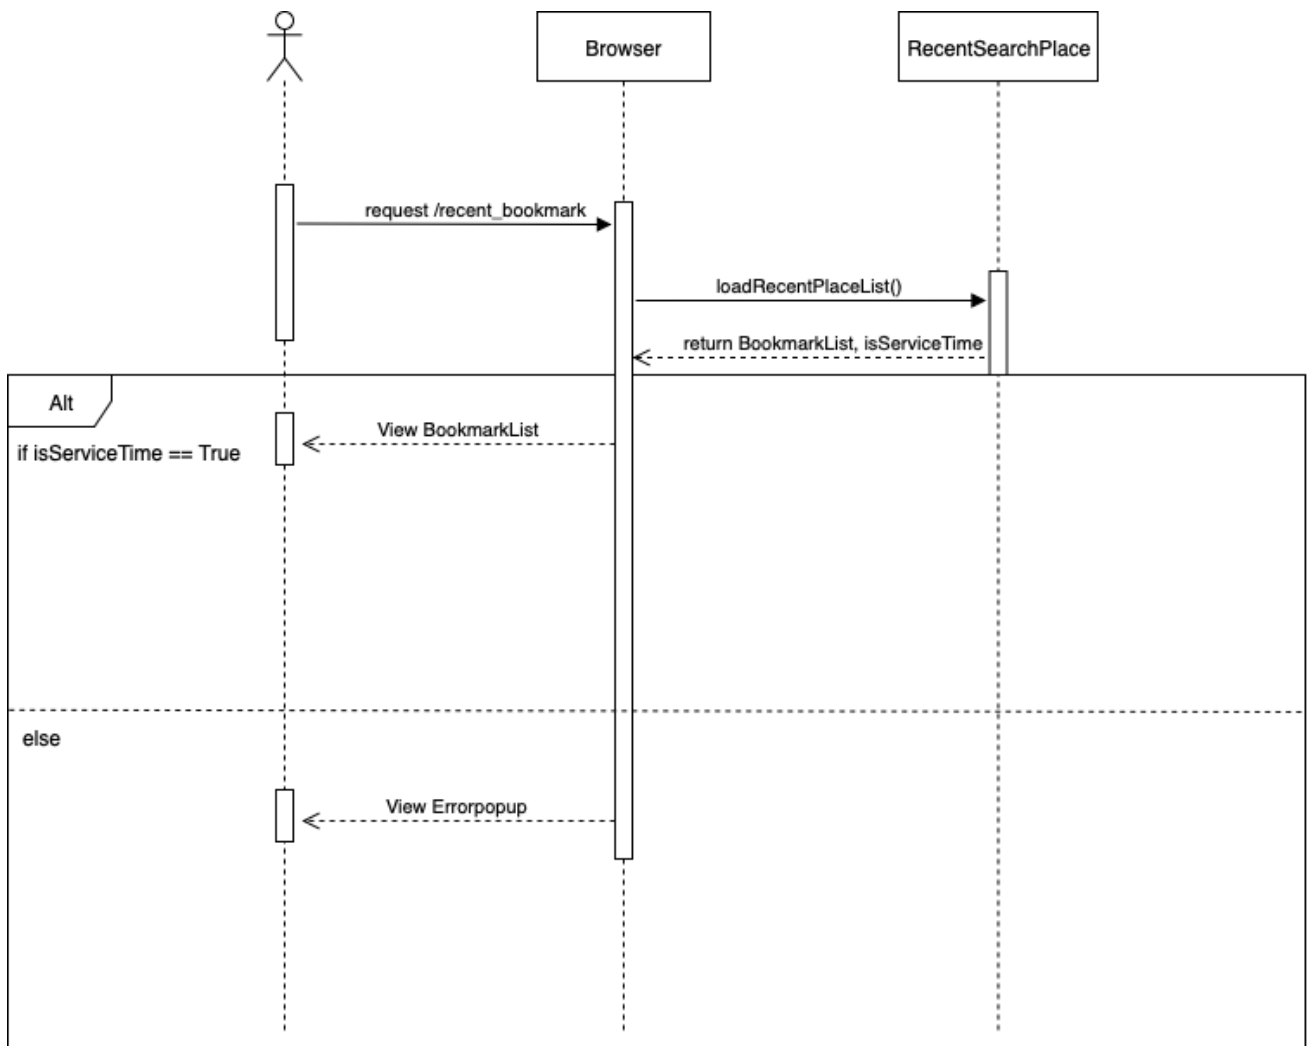 Browser
RecentSearchPlace
request /recent_bookmark
loadRecentPlaceList()
return BookmarkList, isServiceTime
Alt
View BookmarkList
if isServiceTime == True
else
View Errorpopup